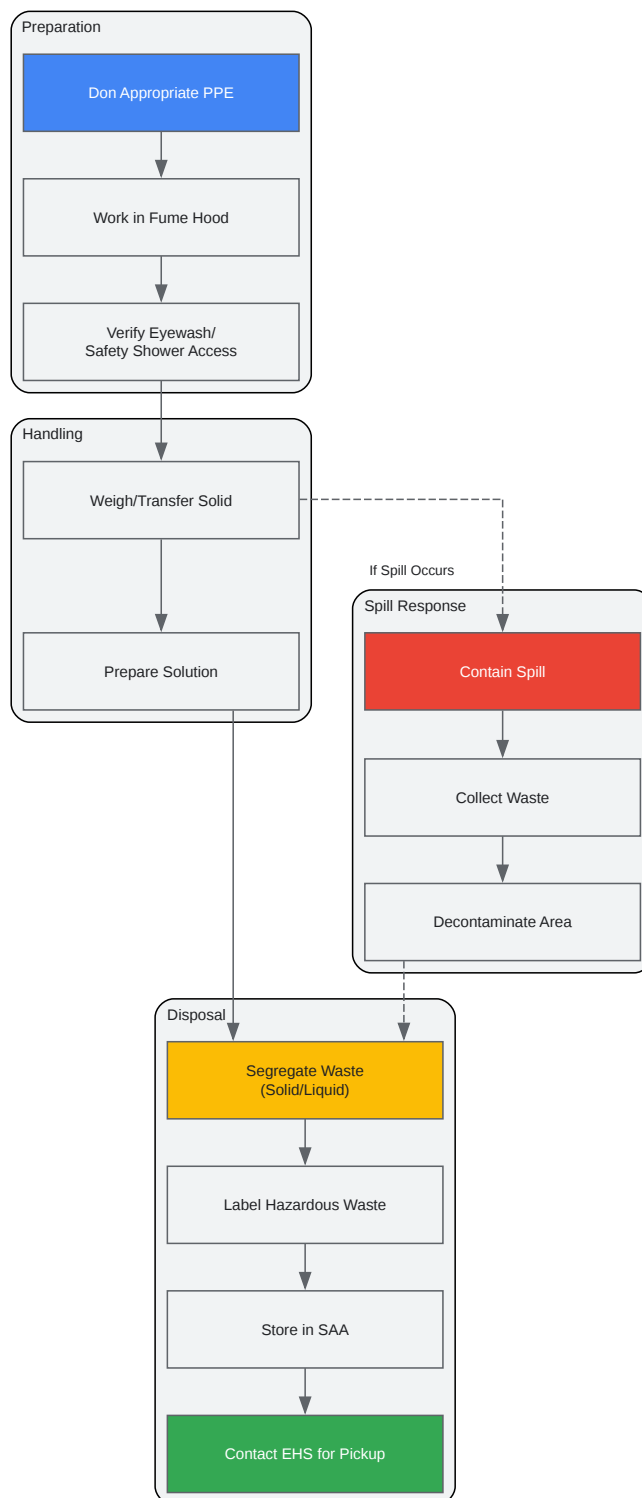 Preparation
Don Appropriate PPE
Work in Fume Hood
Verify Eyewash/
Safety Shower Access
Handling
Weigh/Transfer Solid
Prepare Solution
If Spill Occurs
Spill Response
Contain Spill
Collect Waste
Decontaminate Area
Disposal
Segregate Waste
(Solid/Liquid)
Label Hazardous Waste
Store in SAA
Contact EHS for Pickup